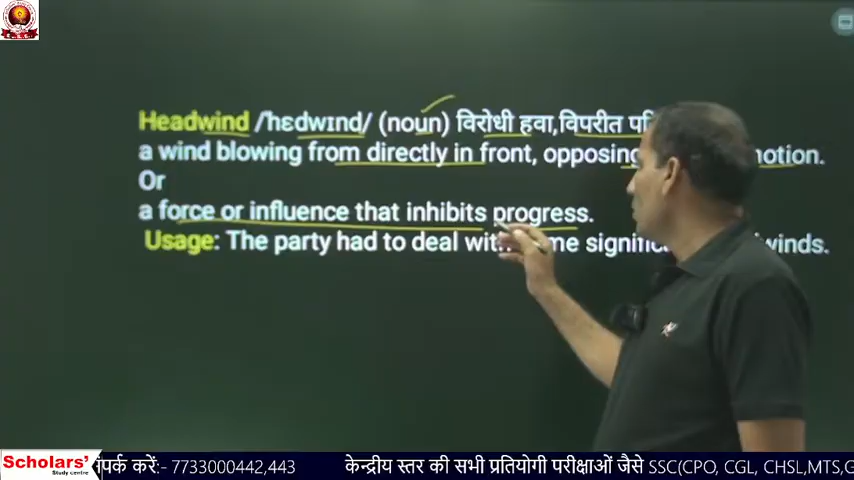 Headwind /hɛdwɪnd/ (noun) विरोधी हवा,विपरीत
a wind blowing from directly in front, opposing
Or
a force or influence that inhibits progress.
Usage: The party had to deal with
Scholars'
Study centre
करें:- 7733000442,443 केन्द्रीय स्तर की सभी प्रतियोगी परीक्षाओं जैसे SSC(CPO, CGL, CHSL,MTS,